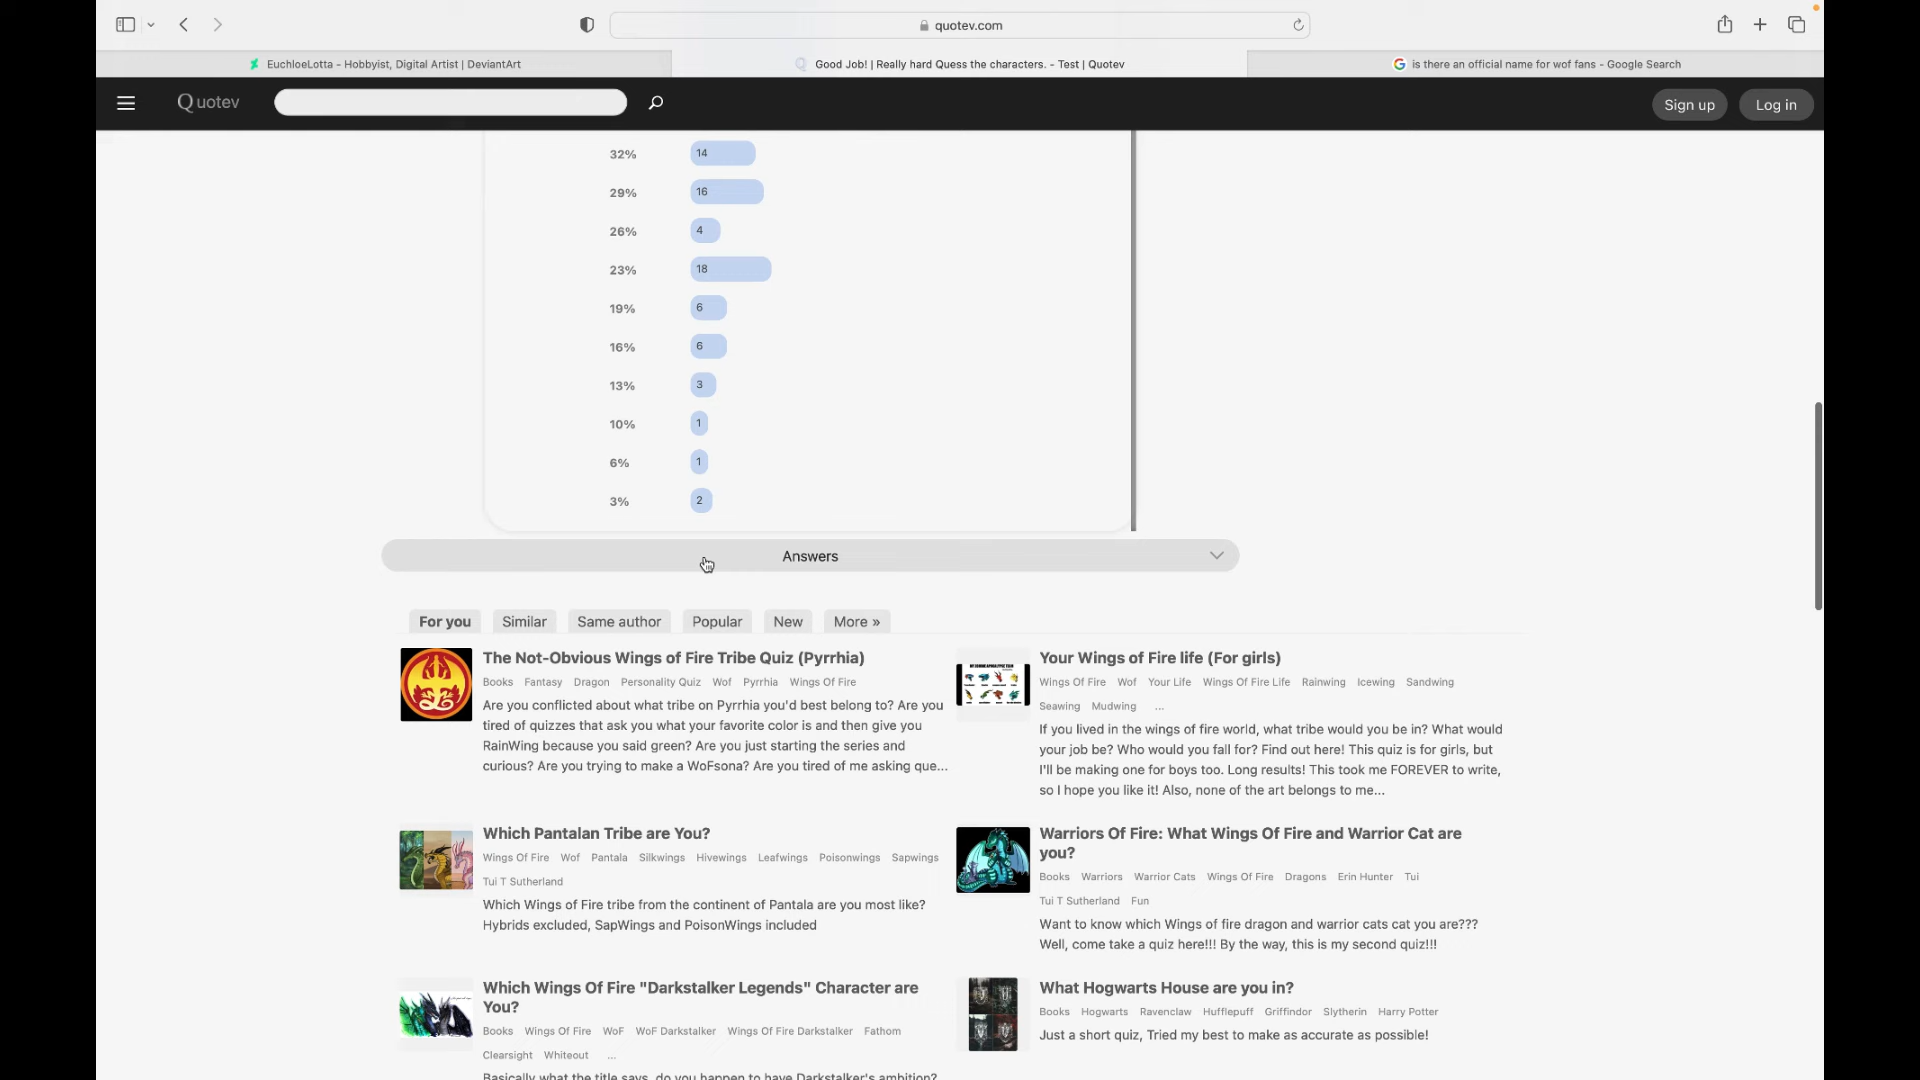 quotev.com
EuchloeLotta - Hobbyist, Digital Artist | DeviantArt
Good Job! | Really hard Quess the characters. - Test | Quotev
is there an official name for wof fans - Google Search
Quotev
Sign up
Log in
32% 14
29% 16
26% 4
23% 18
19% 6
16% 6
13% 3
10% 1
6% 1
3% 2
Answers
For you Similar Same author Popular New More »
The Not-Obvious Wings of Fire Tribe Quiz (Pyrrhia)
Books Fantasy Dragon Personality Quiz Wof Pyrrhia Wings Of Fire
Are you conflicted about what tribe on Pyrrhia you'd best belong to? Are you
tired of quizzes that ask you what your favorite color is and then give you
RainWing because you said green? Are you just starting the series and
curious? Are you trying to make a WoFsona? Are you tired of me asking que...
Your Wings of Fire life (For girls)
Wings Of Fire Wof Your Life Wings Of Fire Life Rainwing Icewing Sandwing
Seawing Mudwing ...
If you lived in the wings of fire world, what tribe would you be in? What would
your job be? Who would you fall for? Find out here! This quiz is for girls, but
I'll be making one for boys too. Long results! This took me FOREVER to write,
so I hope you like it! Also, none of the art belongs to me...
Which Pantalan Tribe are You?
Wings Of Fire Wof Pantala Silkwings Hivewings Leafwings Poisonwings Sapwings
Tui T Sutherland
Which Wings of Fire tribe from the continent of Pantala are you most like?
Hybrids excluded, SapWings and PoisonWings included
Warriors Of Fire: What Wings Of Fire and Warrior Cat are
you?
Books Warriors Warrior Cats Wings Of Fire Dragons Erin Hunter Tui
Tui T Sutherland Fun
Want to know which Wings of fire dragon and warrior cats cat you are???
Well, come take a quiz here!!! By the way, this is my second quiz!!!
Which Wings Of Fire "Darkstalker Legends" Character are
You?
Books Wings Of Fire WoF WoF Darkstalker Wings Of Fire Darkstalker Fathom
Clearsight Whiteout ...
Basically what the title says, do you happen to have Darkstalker's ambition?
What Hogwarts House are you in?
Books Hogwarts Ravenclaw Hufflepuff Griffindor Slytherin Harry Potter
Just a short quiz, Tried my best to make as accurate as possible!